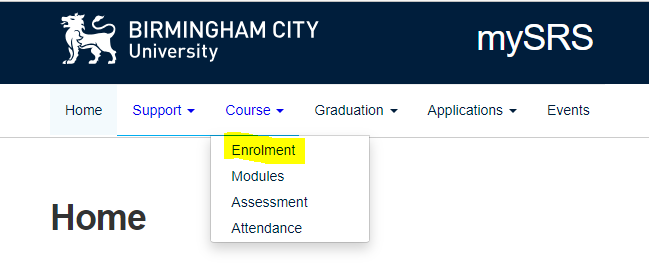 BIRMINGHAM CITY
University
mySRS
Home Support Course Graduation Applications Events
Enrolment
Modules
Assessment
Attendance
Home